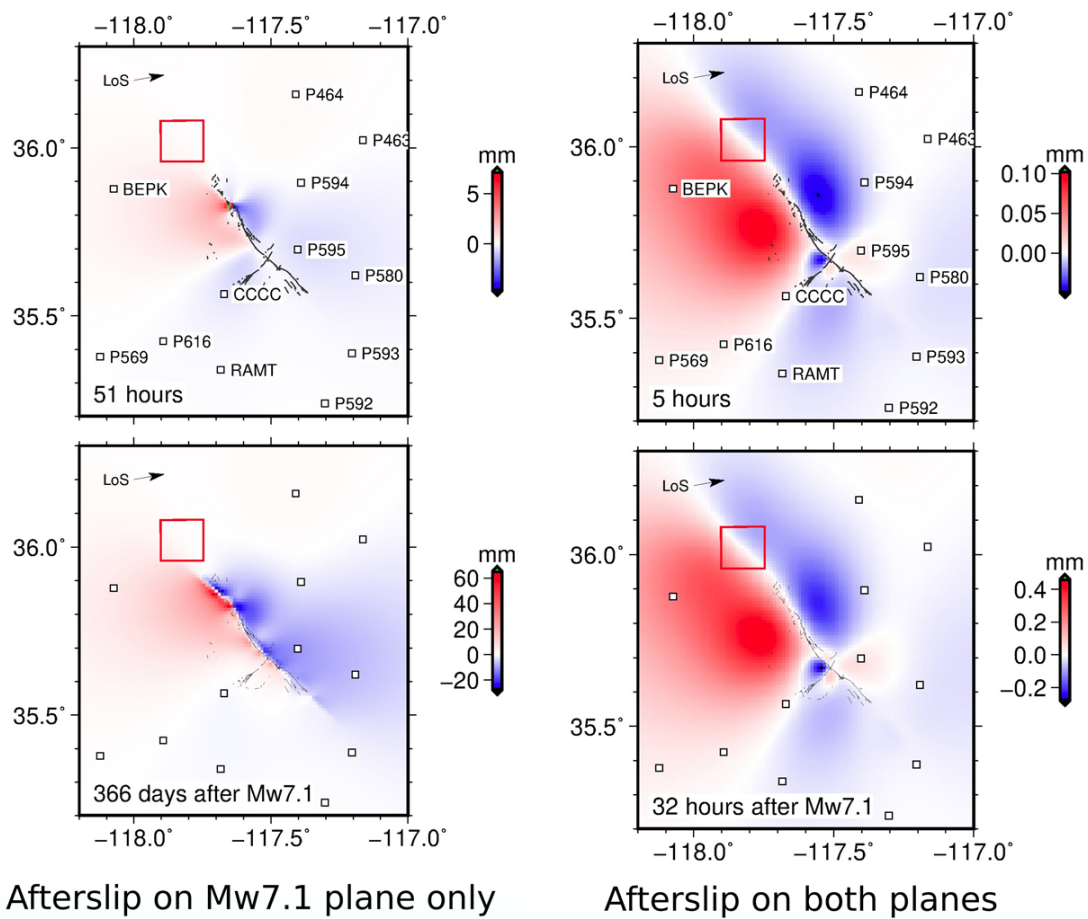 −118.0˚ −117.5˚ −117.0˚
LoS
P464
P463
36.0˚
P594
BEPK
P595
P580
CCCC
35.5˚
P616
P593
P569
RAMT
51 hours
P592
mm
5
0
−118.0˚ −117.5˚ −117.0˚
LoS
P464
P463
36.0˚
P594
BEPK
P595
P580
CCCC
35.5˚
P616
P593
P569
RAMT
5 hours
P592
mm
0.10
0.05
0.00
LoS
36.0˚
35.5˚
366 days after Mw7.1
−118.0˚ −117.5˚ −117.0˚
mm
60
40
20
0
−20
LoS
36.0˚
35.5˚
32 hours after Mw7.1
−118.0˚ −117.5˚ −117.0˚
mm
0.4
0.2
0.0
−0.2
Afterslip on Mw7.1 plane only
Afterslip on both planes